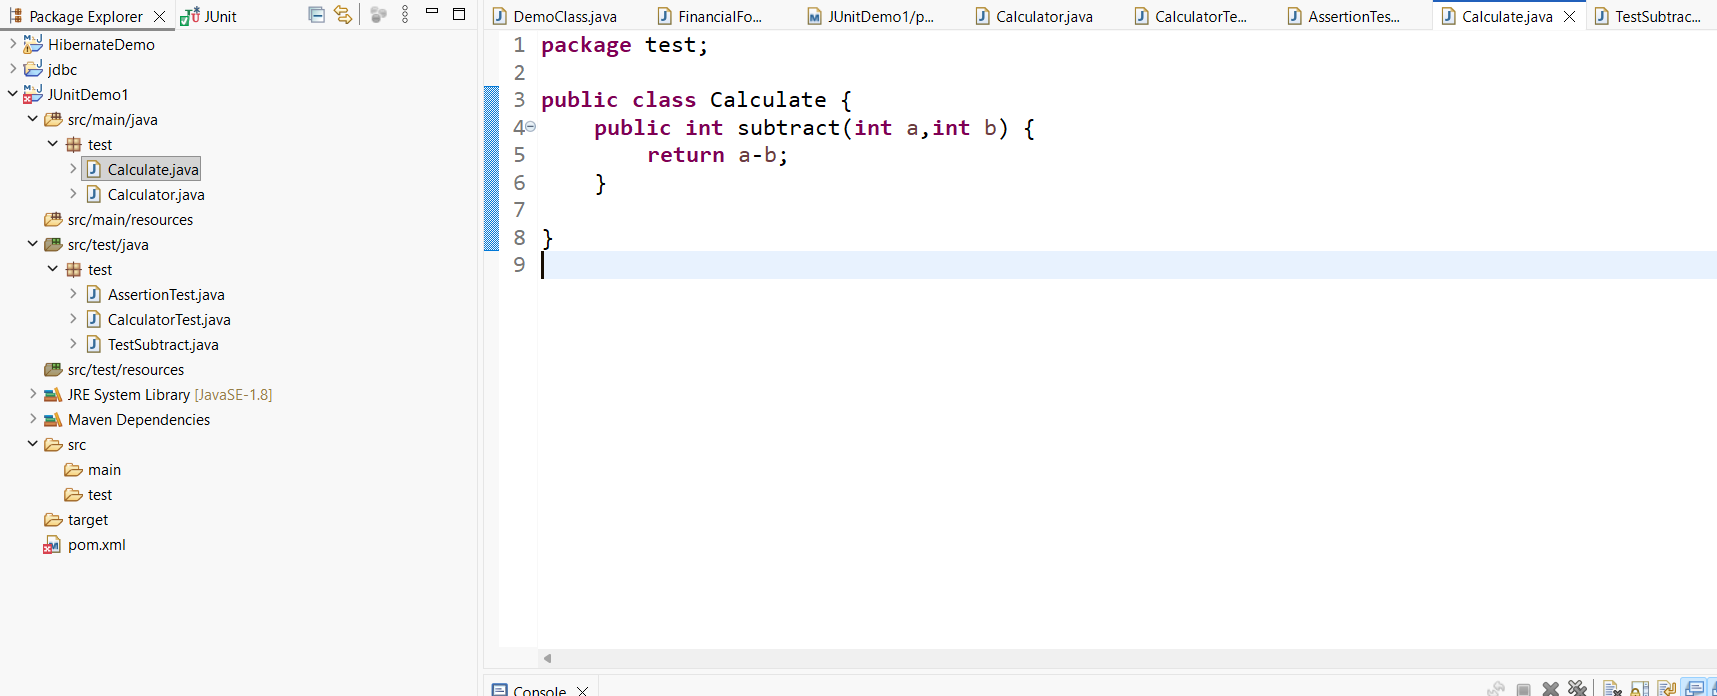 Package Explorer
JUnit
HibernateDemo
jdbc
JUnitDemo1
src/main/java
test
Calculate.java
Calculator.java
src/main/resources
src/test/java
test
AssertionTest.java
CalculatorTest.java
TestSubtract.java
src/test/resources
JRE System Library [JavaSE-1.8]
Maven Dependencies
src
main
test
target
pom.xml
DemoClass.java
FinancialFo...
JUnitDemo1/p...
Calculator.java
CalculatorTe...
AssertionTes...
Calculate.java
TestSubtrac...
1 package test;
2
3 public class Calculate {
4 public int subtract(int a,int b) {
5 return a-b;
6 }
7
8 }
9
Console